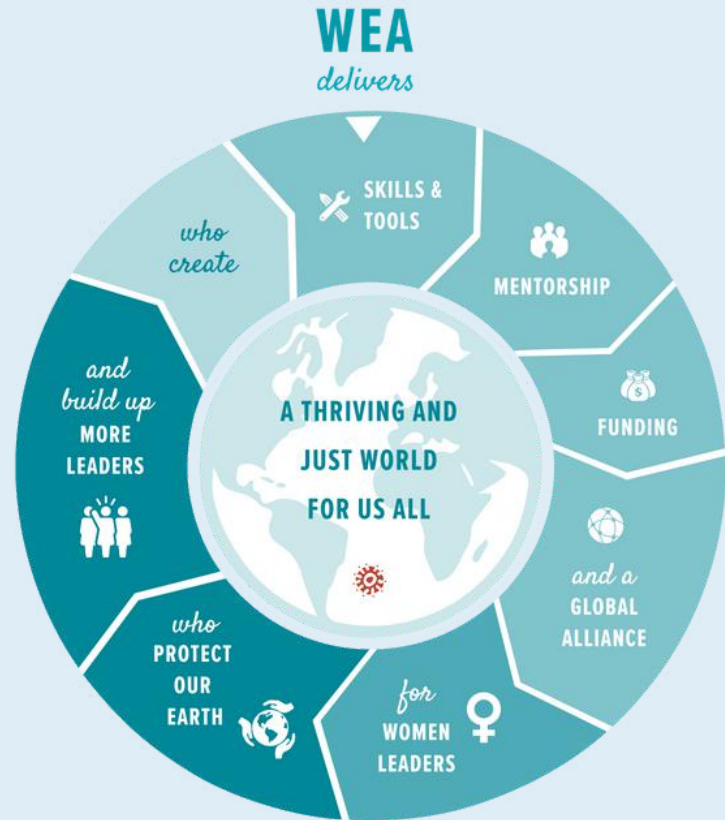 WEA
delivers
SKILLS &
TOOLS
MENTORSHIP
$
FUNDING
and a
GLOBAL
ALLIANCE
for
WOMEN
LEADERS
who
PROTECT
OUR
EARTH
and
build up
MORE
LEADERS
who
create
A THRIVING AND
JUST WORLD
FOR US ALL